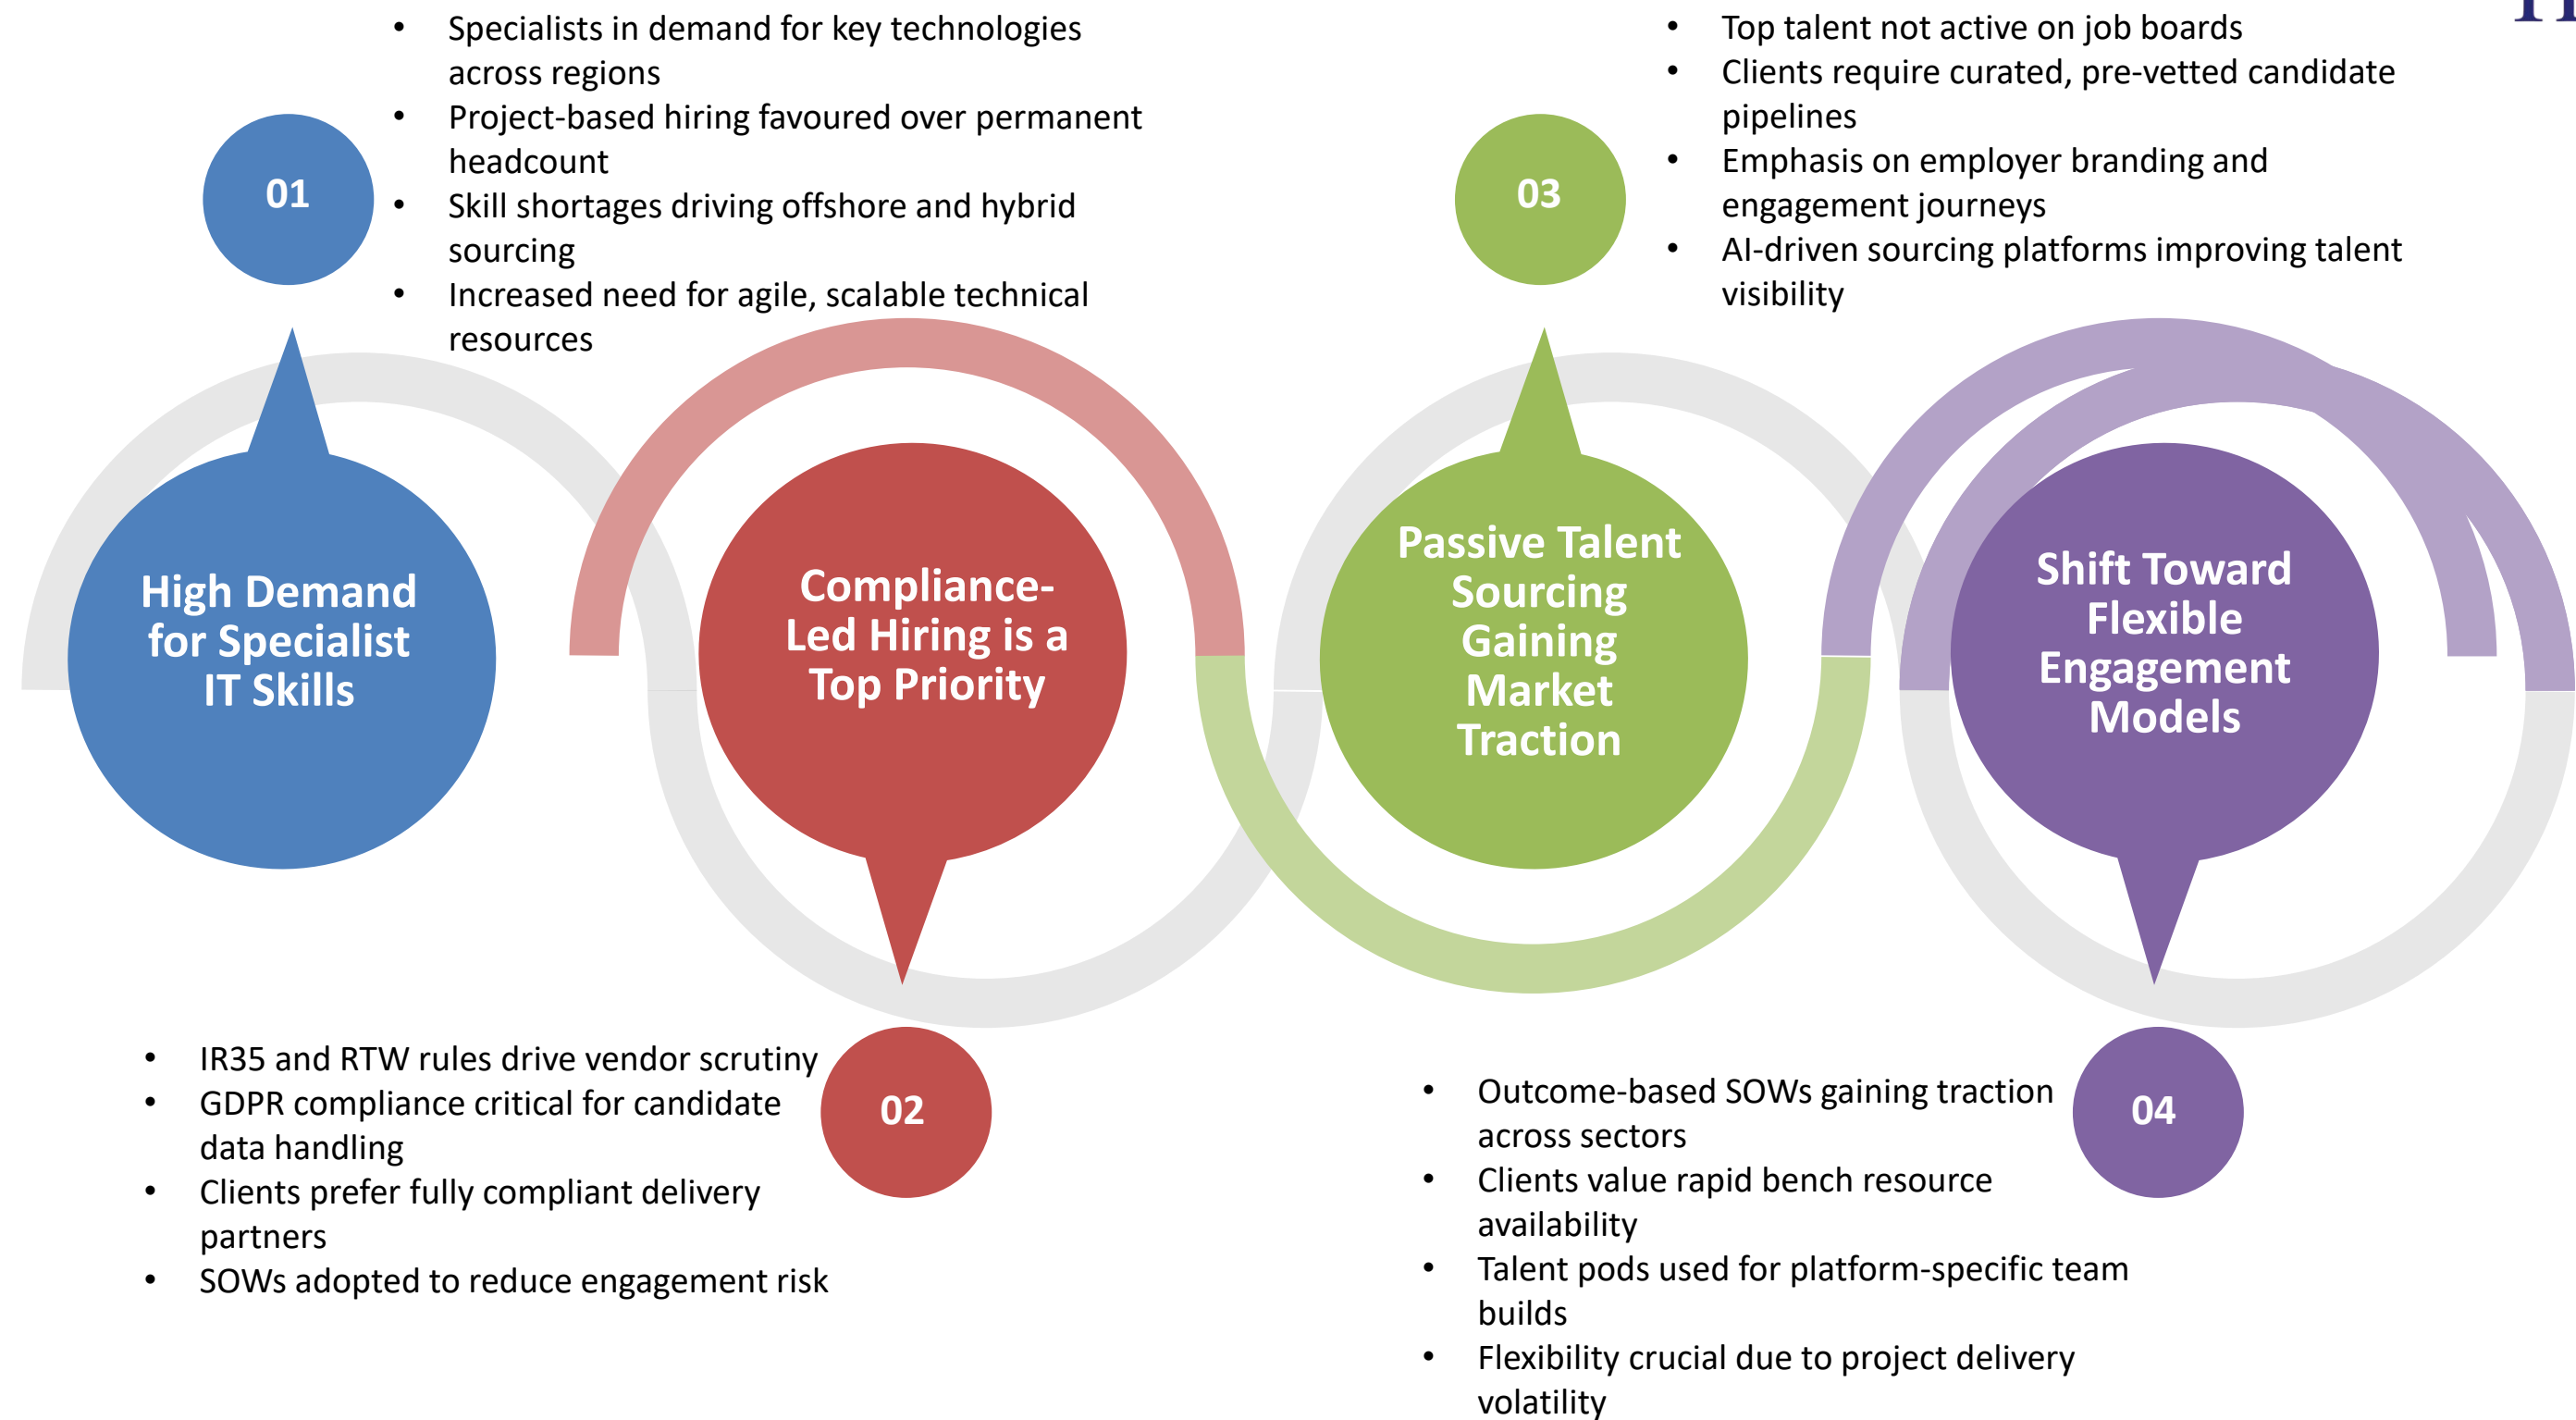 • Specialists in demand for key technologies
across regions
• Project-based hiring favoured over permanent
headcount
• Skill shortages driving offshore and hybrid
sourcing
• Increased need for agile, scalable technical
resources
01
High Demand
for Specialist
IT Skills
Compliance-
Led Hiring is a
Top Priority
02
• IR35 and RTW rules drive vendor scrutiny
• GDPR compliance critical for candidate
data handling
• Clients prefer fully compliant delivery
partners
• SOWs adopted to reduce engagement risk
• Top talent not active on job boards
• Clients require curated, pre-vetted candidate
pipelines
• Emphasis on employer branding and
engagement journeys
• AI-driven sourcing platforms improving talent
visibility
03
Passive Talent
Sourcing
Gaining
Market
Traction
Shift Toward
Flexible
Engagement
Models
04
• Outcome-based SOWs gaining traction
across sectors
• Clients value rapid bench resource
availability
• Talent pods used for platform-specific team
builds
• Flexibility crucial due to project delivery
volatility